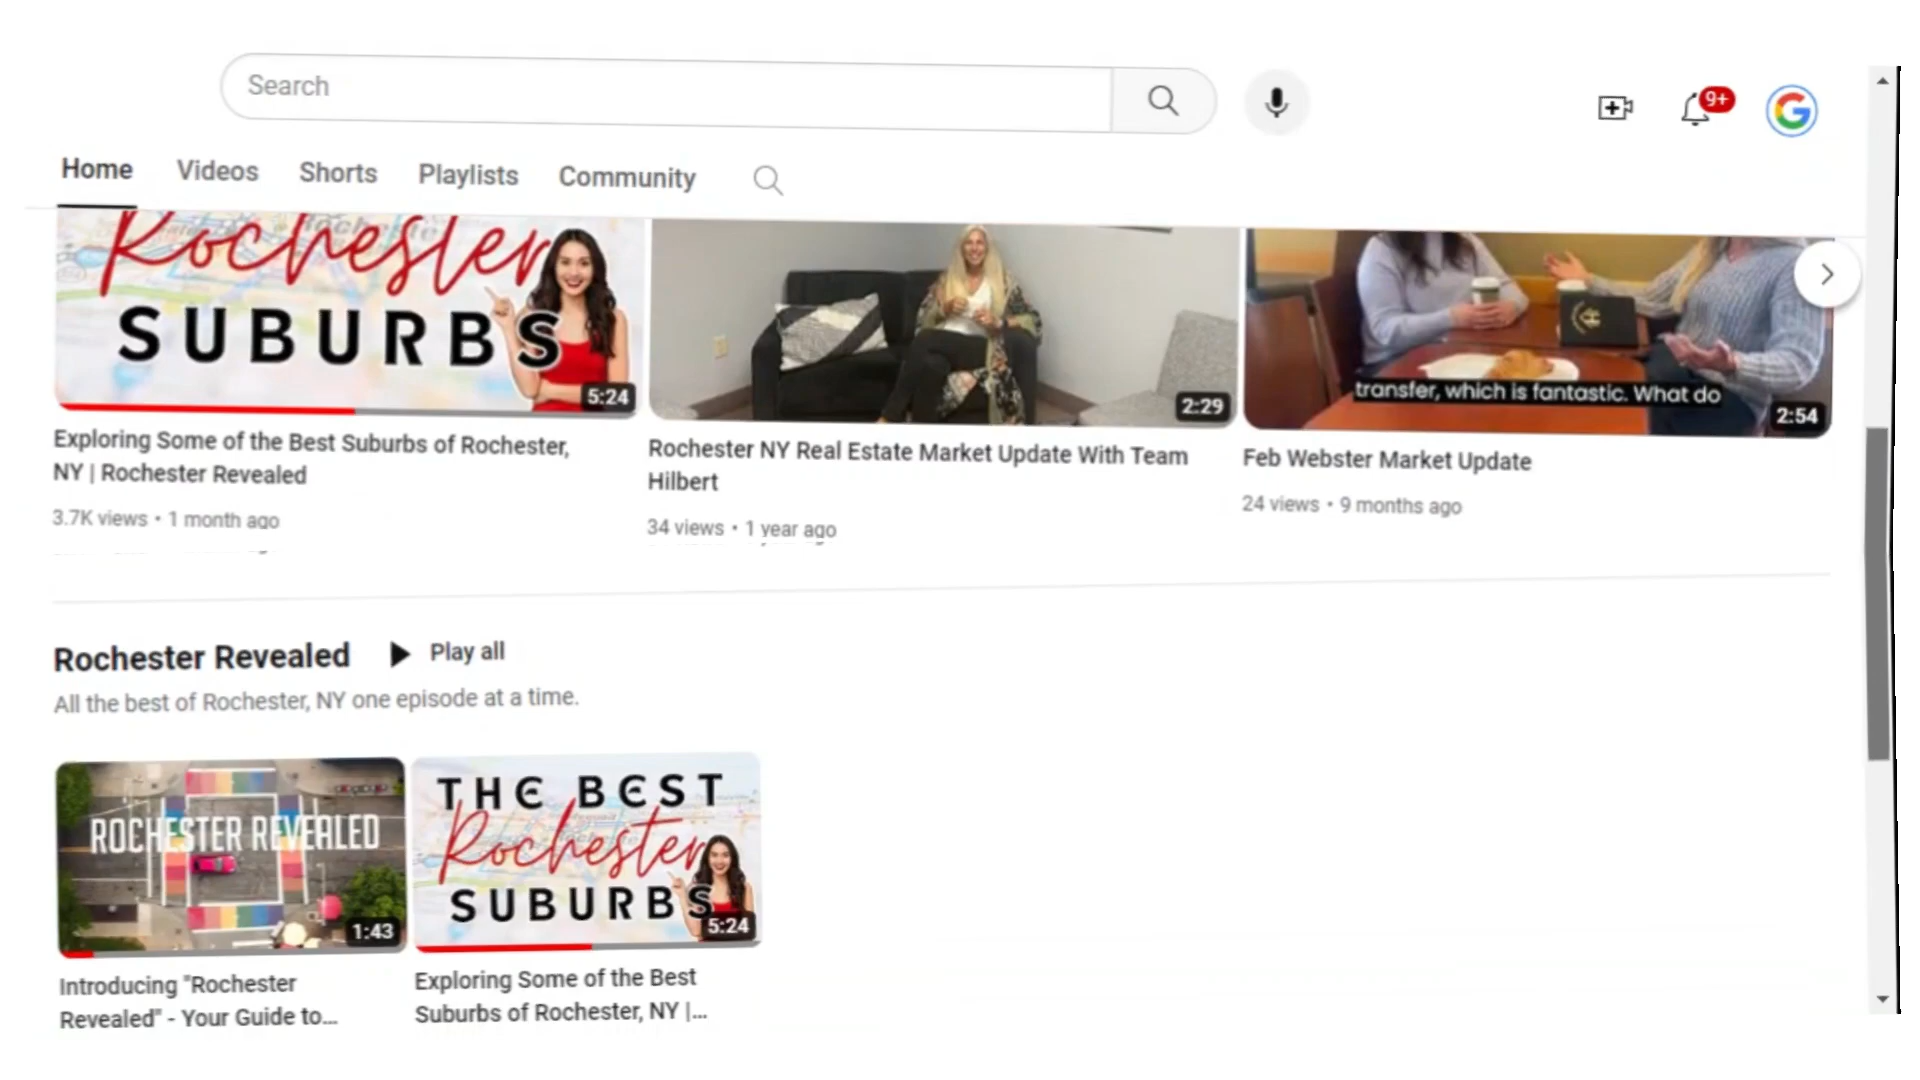 Search
9+
Home Videos Shorts Playlists Community
Rochester
SUBURBS
5:24
2:29
transfer, which is fantastic. What do
2:54
Exploring Some of the Best Suburbs of Rochester,
NY | Rochester Revealed
3.7K views • 1 month ago
Rochester NY Real Estate Market Update With Team
Hilbert
34 views • 1 year ago
Feb Webster Market Update
24 views • 9 months ago
Rochester Revealed Play all
All the best of Rochester, NY one episode at a time.
ROCHESTER REVEALED
1:43
THE BEST
Rochester
SUBURBS
5:24
Introducing "Rochester
Revealed" - Your Guide to...
Exploring Some of the Best
Suburbs of Rochester, NY |...